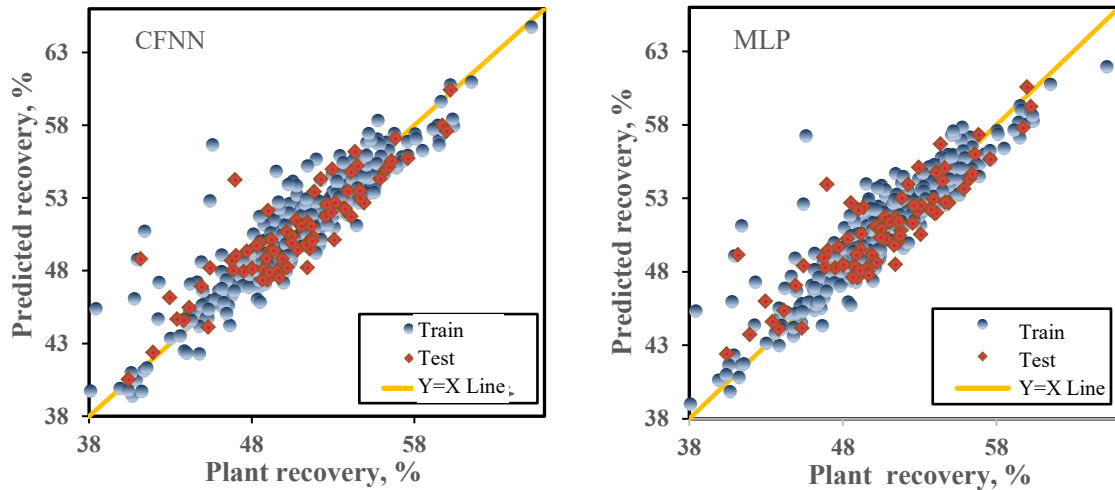 CFNN
Predicted recovery, %
63
58
53
48
43
38
38 48 58
Plant recovery, %
Train
Test
Y=X Line
MLP
Predicted recovery, %
63
58
53
48
43
38
38 48 58
Plant recovery, %
Train
Test
Y=X Line